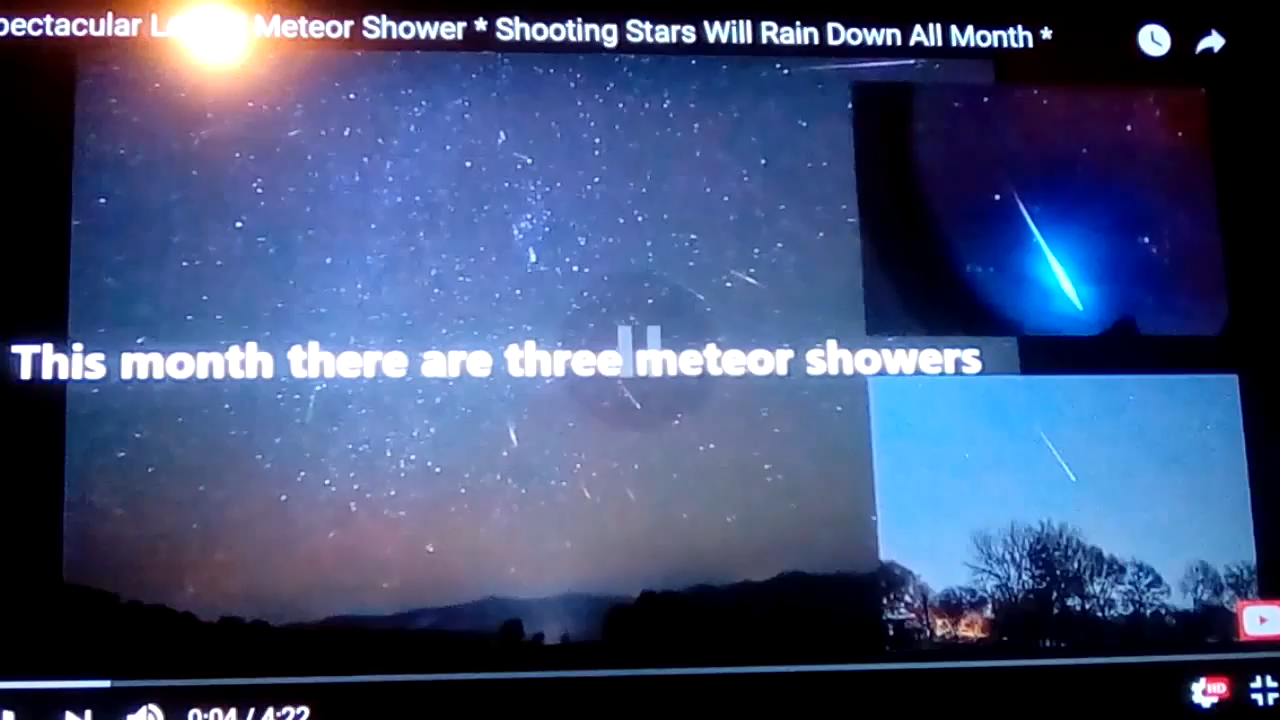 pectacular Meteor Shower * Shooting Stars Will Rain Down All Month *
This month there are three meteor showers
HD
0:04 / 4:22